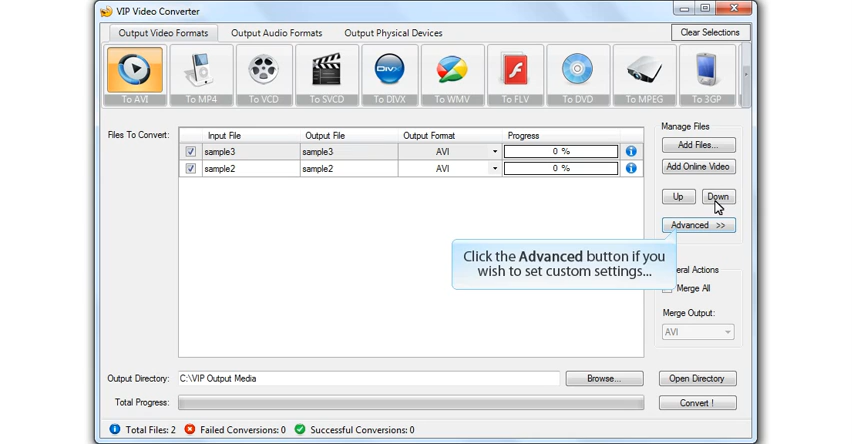 VIP Video Converter
Output Video Formats Output Audio Formats Output Physical Devices Clear Selections
To AVI To MP4 To VCD To SVCD To DIVX To WMV To FLV To DVD To MPEG To 3GP
Files To Convert: Input File Output File Output Format Progress
sample3 sample3 AVI 0 %
sample2 sample2 AVI 0 %
Manage Files
Add Files...
Add Online Video
Up Down
Advanced >>
Click the Advanced button if you
wish to set custom settings...
eral Actions
Merge All
Merge Output:
AVI
Output Directory: C:\VIP Output Media Browse... Open Directory
Total Progress: Convert !
Total Files: 2 Failed Conversions: 0 Successful Conversions: 0